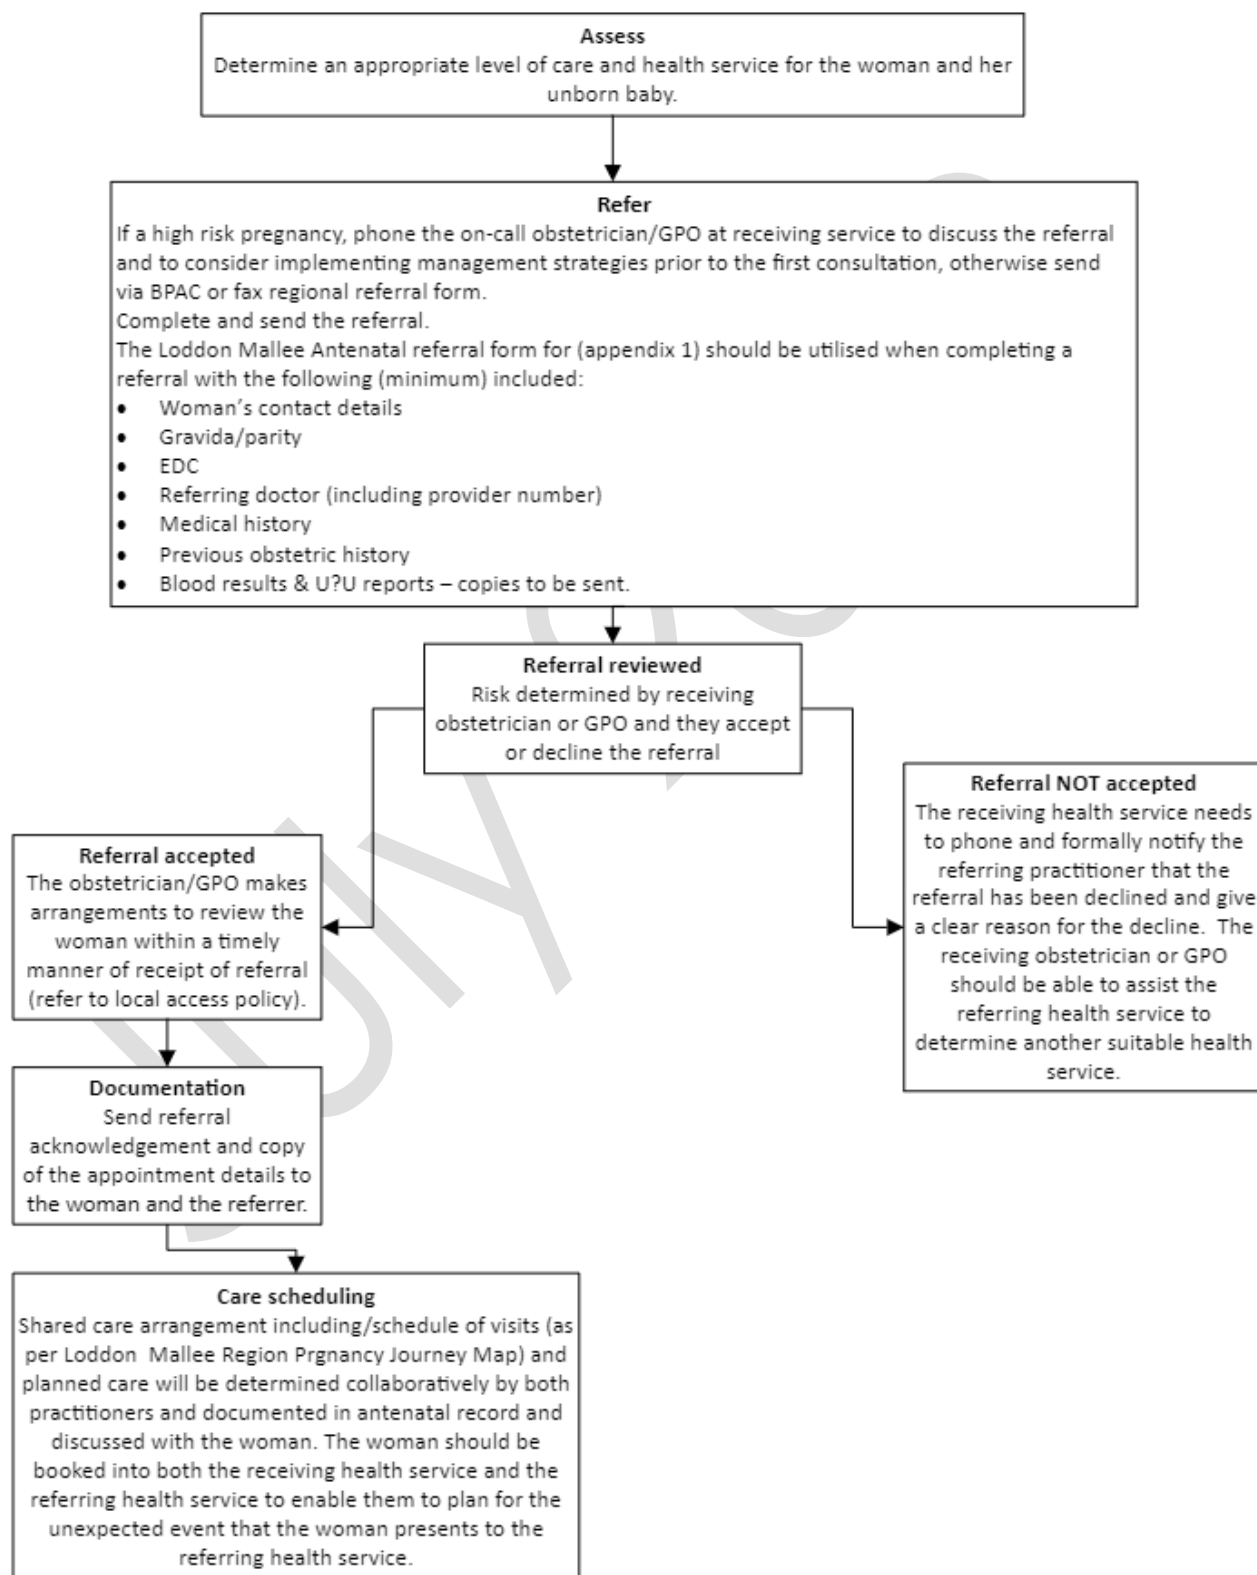 Assess
Determine an appropriate level of care and health service for the woman and her
unborn baby.
Refer
If a high risk pregnancy, phone the on-call obstetrician/GPO at receiving service to discuss the referral
and to consider implementing management strategies prior to the first consultation, otherwise send
via BPAC or fax regional referral form.
Complete and send the referral.
The Loddon Mallee Antenatal referral form for (appendix 1) should be utilised when completing a
referral with the following (minimum) included:
• Woman's contact details
• Gravida/parity
• EDC
• Referring doctor (including provider number)
• Medical history
• Previous obstetric history
• Blood results & U?U reports – copies to be sent.
Referral reviewed
Risk determined by receiving
obstetrician or GPO and they accept
or decline the referral
Referral NOT accepted
The receiving health service needs
to phone and formally notify the
referring practitioner that the
referral has been declined and give
a clear reason for the decline.  The
receiving obstetrician or GPO
should be able to assist the
referring health service to
determine another suitable health
service.
Referral accepted
The obstetrician/GPO makes
arrangements to review the
woman within a timely
manner of receipt of referral
(refer to local access policy).
Documentation
Send referral
acknowledgement and copy
of the appointment details to
the woman and the referrer.
Care scheduling
Shared care arrangement including/schedule of visits (as
per Loddon  Mallee Region Prgnancy Journey Map) and
planned care will be determined collaboratively by both
practitioners and documented in antenatal record and
discussed with the woman. The woman should be
booked into both the receiving health service and the
referring health service to enable them to plan for the
unexpected event that the woman presents to the
referring health service.